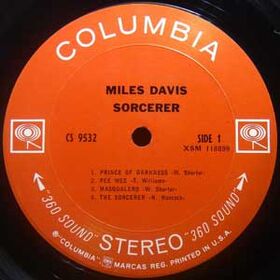 COLUMBIA
MILES DAVIS
SORCERER
CS 9532
SIDE 1
XSM 118899
1. PRINCE OF DARKNESS -W. Shorter-
2. PEE WEE -T. Williams-
3. MASQUALERO -W. Shorter-
4. THE SORCERER -H. Hancock-
"360 SOUND" STEREO "360 SOUND"
® "COLUMBIA", MARCAS REG. PRINTED IN U.S.A.